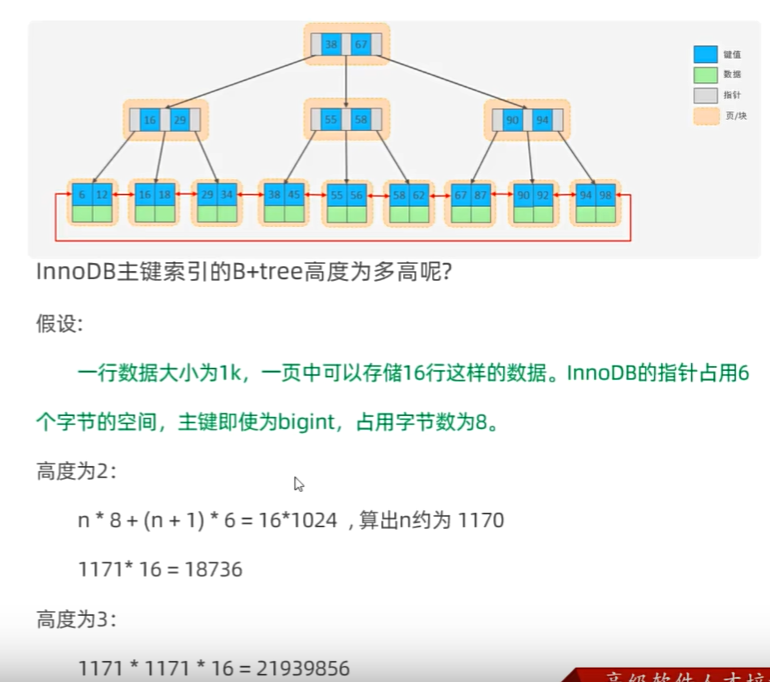 38 67
键值
数据
指针
页/块
16 29 55 58 90 94
6 12 16 18 29 34 38 45 55 56 58 62 67 87 90 92 94 98
InnoDB主键索引的B+tree高度为多高呢?
假设:
一行数据大小为1k，一页中可以存储16行这样的数据。InnoDB的指针占用6
个字节的空间，主键即使为bigint，占用字节数为8。
高度为2：
n * 8 + (n + 1) * 6 = 16*1024 , 算出n约为 1170
1171* 16 = 18736
高度为3：
1171 * 1171 * 16 = 21939856
高级软件人才培